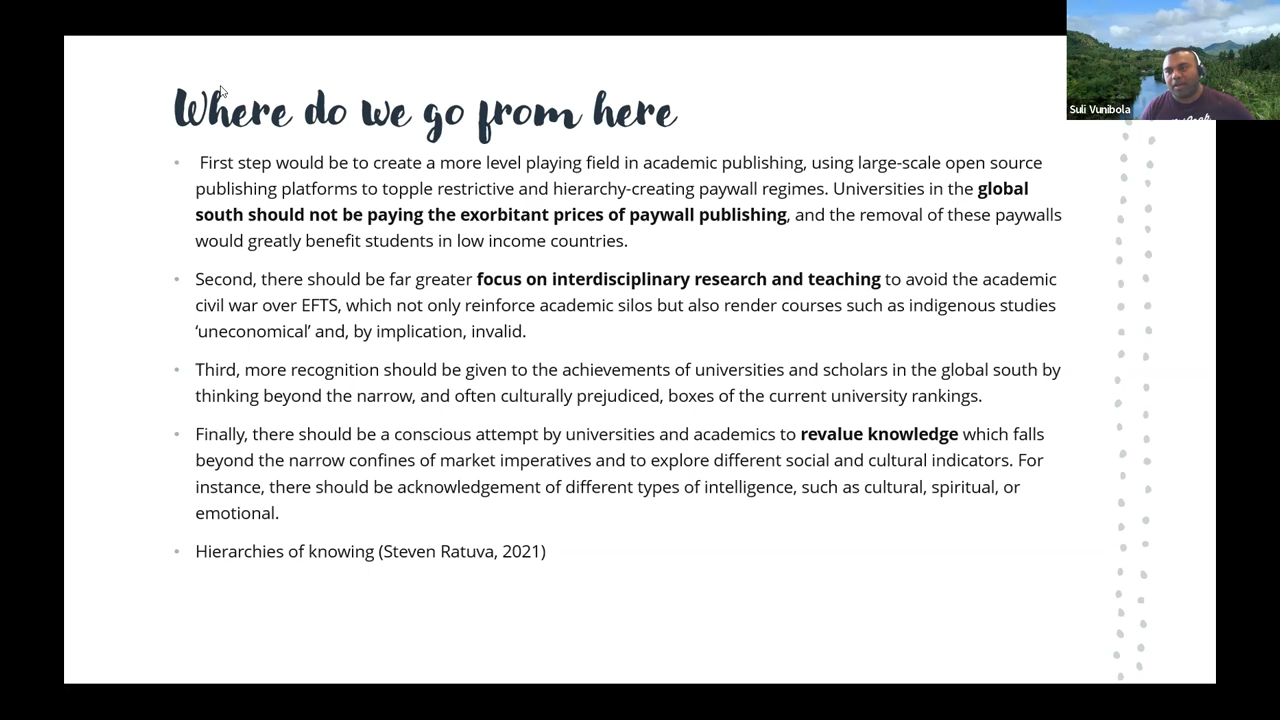 Where do we go from here
Suli Vunibola
• First step would be to create a more level playing field in academic publishing, using large-scale open source
publishing platforms to topple restrictive and hierarchy-creating paywall regimes. Universities in the global
south should not be paying the exorbitant prices of paywall publishing, and the removal of these paywalls
would greatly benefit students in low income countries.
• Second, there should be far greater focus on interdisciplinary research and teaching to avoid the academic
civil war over EFTS, which not only reinforce academic silos but also render courses such as indigenous studies
‘uneconomical’ and, by implication, invalid.
• Third, more recognition should be given to the achievements of universities and scholars in the global south by
thinking beyond the narrow, and often culturally prejudiced, boxes of the current university rankings.
• Finally, there should be a conscious attempt by universities and academics to revalue knowledge which falls
beyond the narrow confines of market imperatives and to explore different social and cultural indicators. For
instance, there should be acknowledgement of different types of intelligence, such as cultural, spiritual, or
emotional.
• Hierarchies of knowing (Steven Ratuva, 2021)